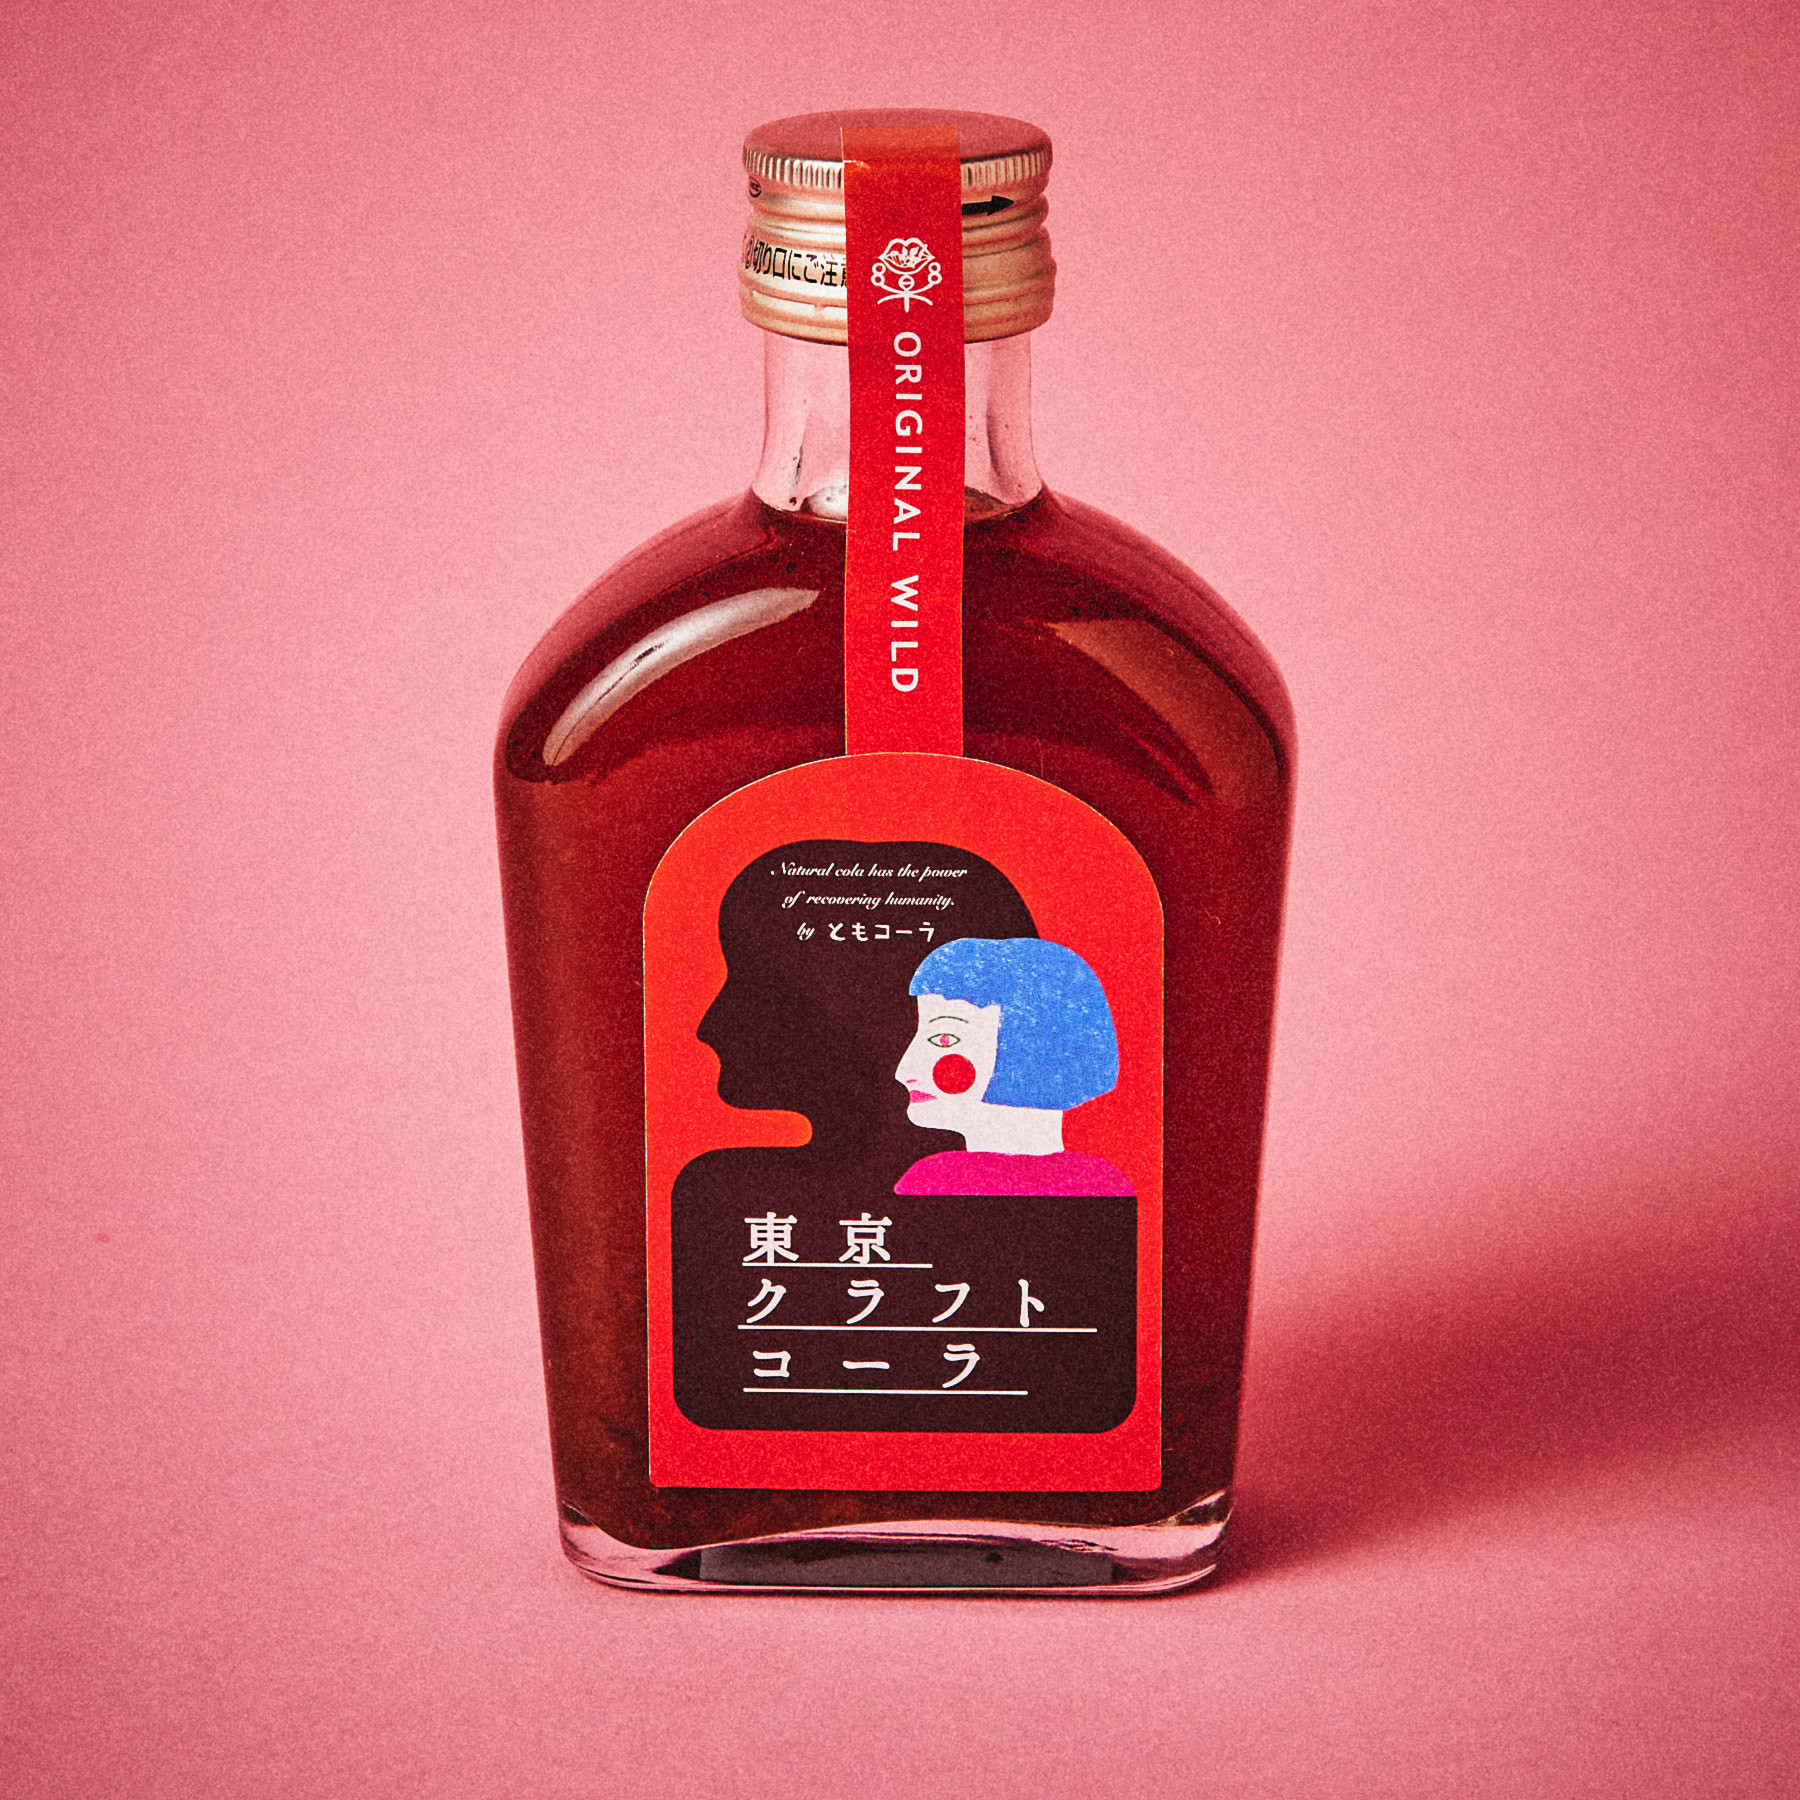 ②切り口にご注意
ORIGINAL WILD
Natural cola has the power
of recovering humanity.
by ともコーラ
東京
クラフト
コーラ